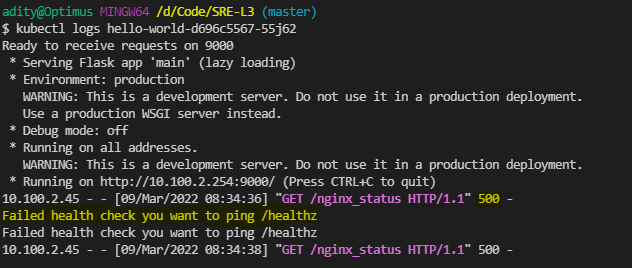 adity@Optimus MINGW64 /d/Code/SRE-L3 (master)
$ kubectl logs hello-world-d696c5567-55j62
Ready to receive requests on 9000
 * Serving Flask app 'main' (lazy loading)
 * Environment: production
   WARNING: This is a development server. Do not use it in a production deployment.
   Use a production WSGI server instead.
 * Debug mode: off
 * Running on all addresses.
   WARNING: This is a development server. Do not use it in a production deployment.
 * Running on http://10.100.2.254:9000/ (Press CTRL+C to quit)
10.100.2.45 - - [09/Mar/2022 08:34:36] "GET /nginx_status HTTP/1.1" 500 -
Failed health check you want to ping /healthz
Failed health check you want to ping /healthz
10.100.2.45 - - [09/Mar/2022 08:34:38] "GET /nginx_status HTTP/1.1" 500 -